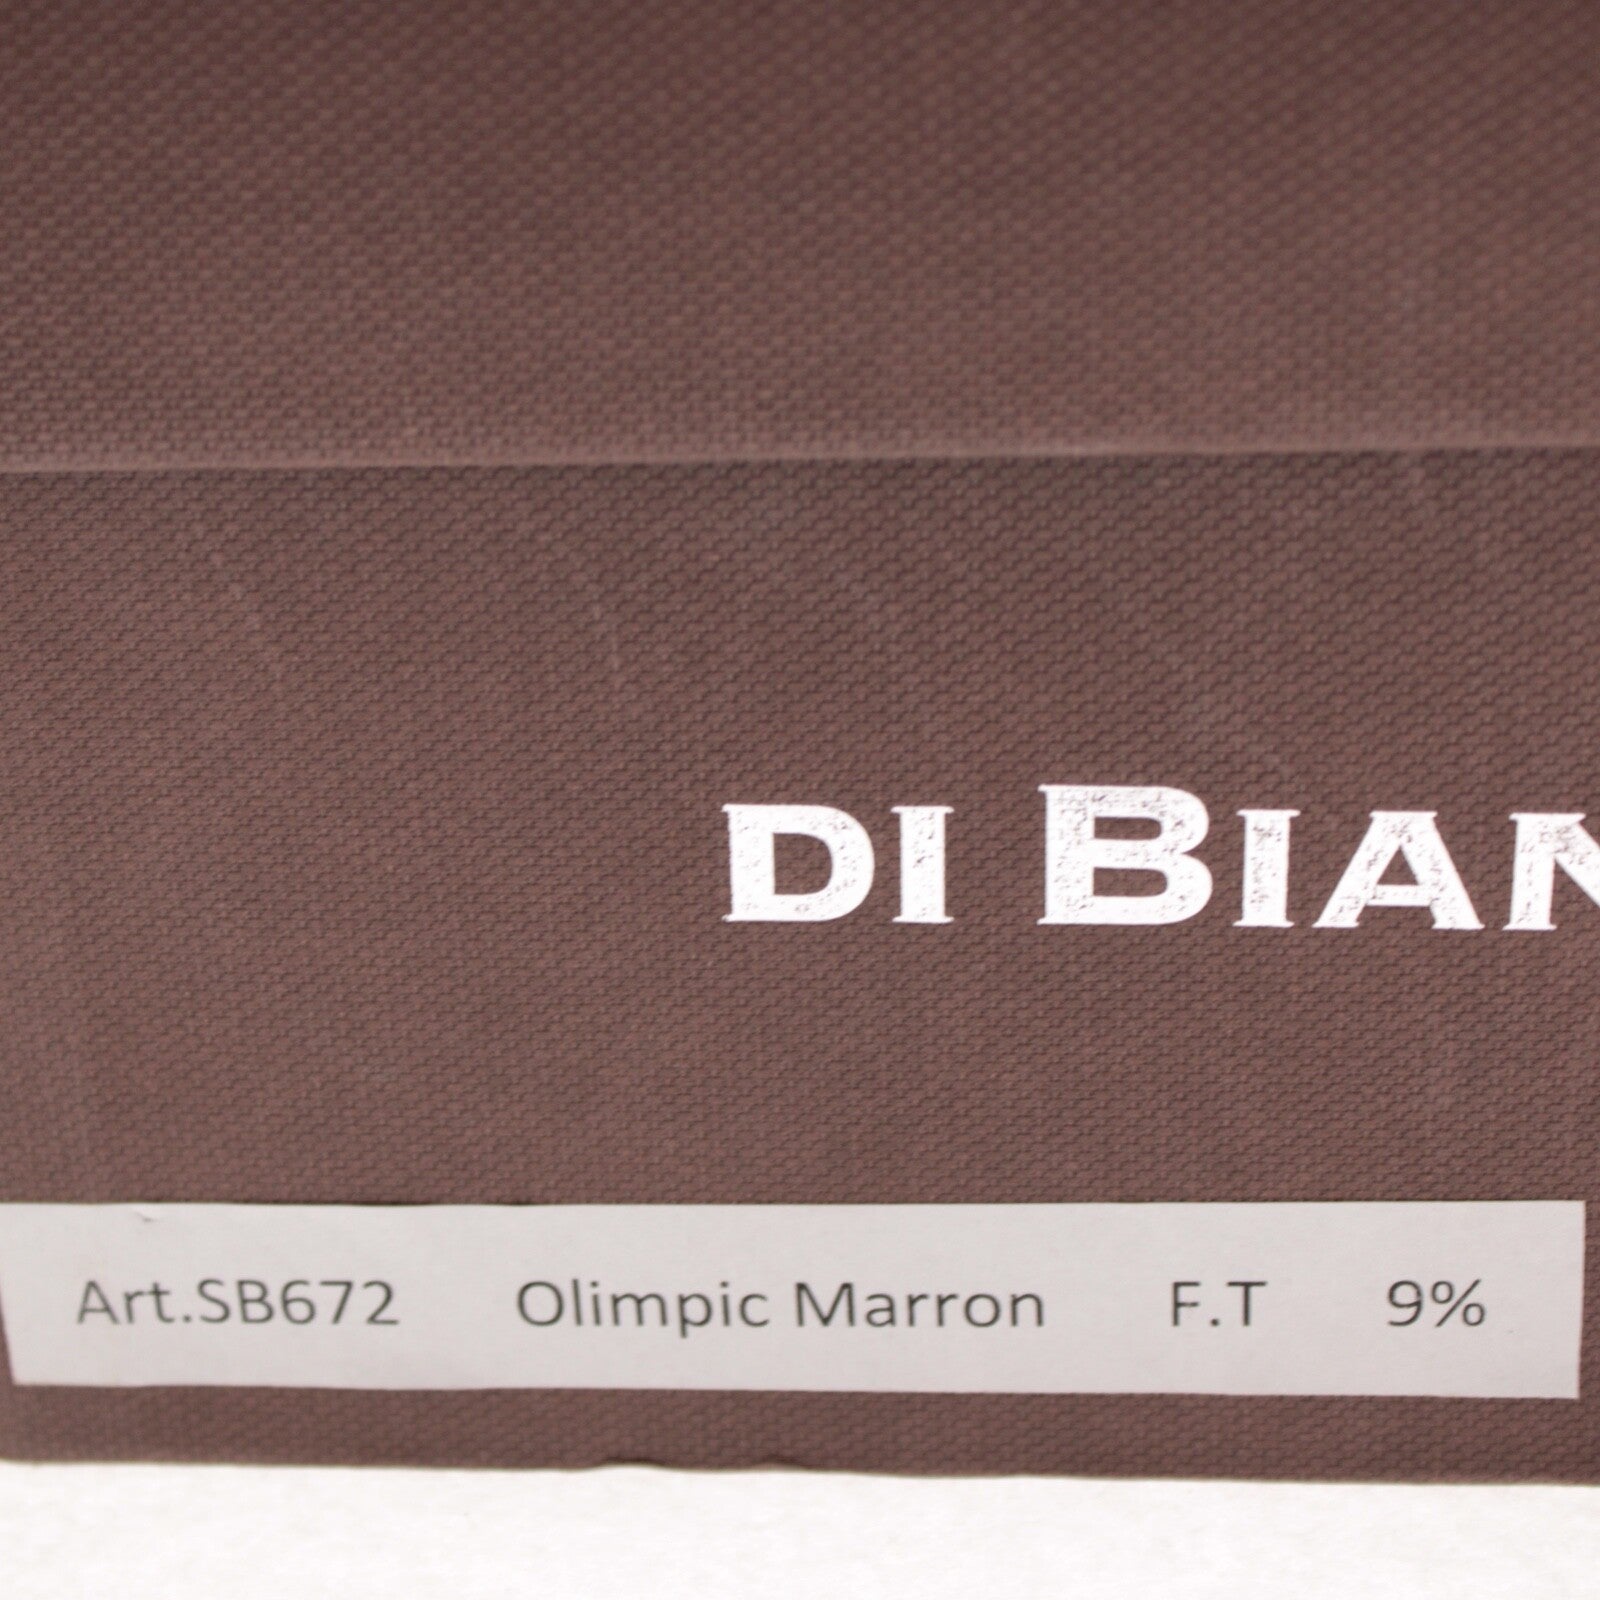 DI BIAN
Art.SB672 Olimpic Marron F.T 9%